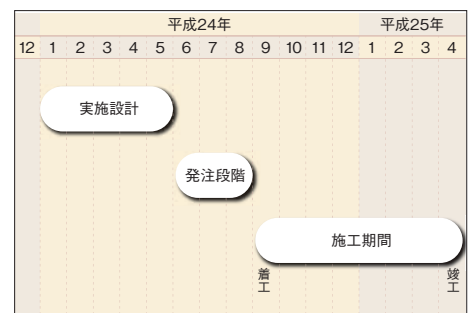 平成24年 平成25年
12 1 2 3 4 5 6 7 8 9 10 11 12 1 2 3 4
実施設計
発注段階
施工期間
着工 竣工